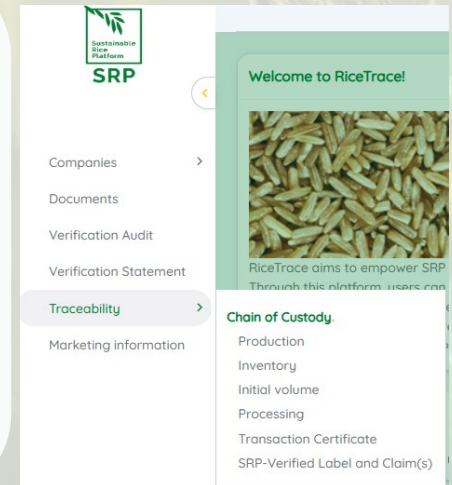 Sustainable
Rice
Platform
SRP
Companies
Documents
Verification Audit
Verification Statement
Traceability
Marketing information
Welcome to RiceTrace!
RiceTrace aims to empower SRP
Through this platform, users can
Chain of Custody.
Production
Inventory
Initial volume
Processing
Transaction Certificate
SRP-Verified Label and Claim(s)